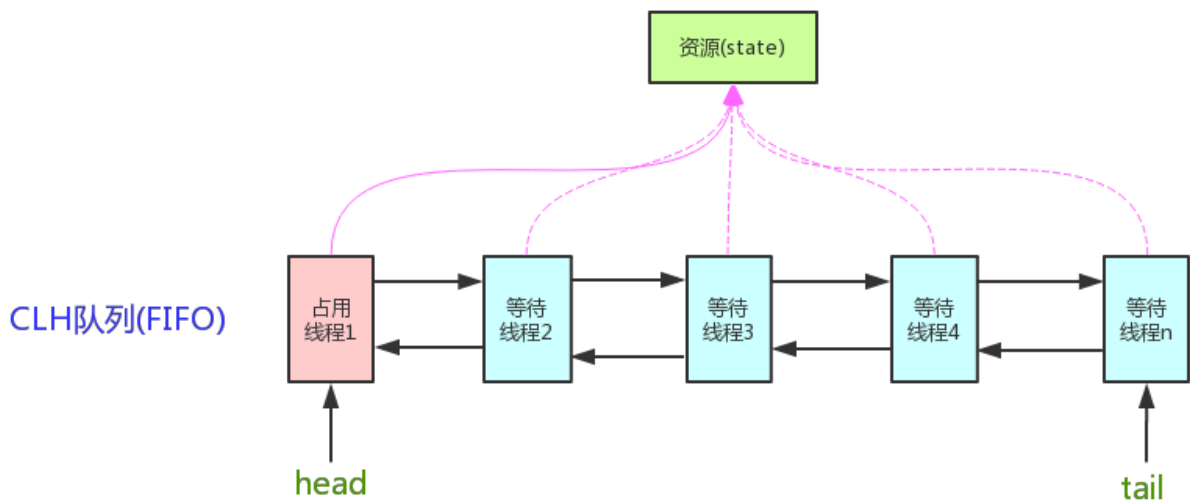 资源(state)
CLH队列(FIFO)
占用
线程1
等待
线程2
等待
线程3
等待
线程4
等待
线程n
head
tail